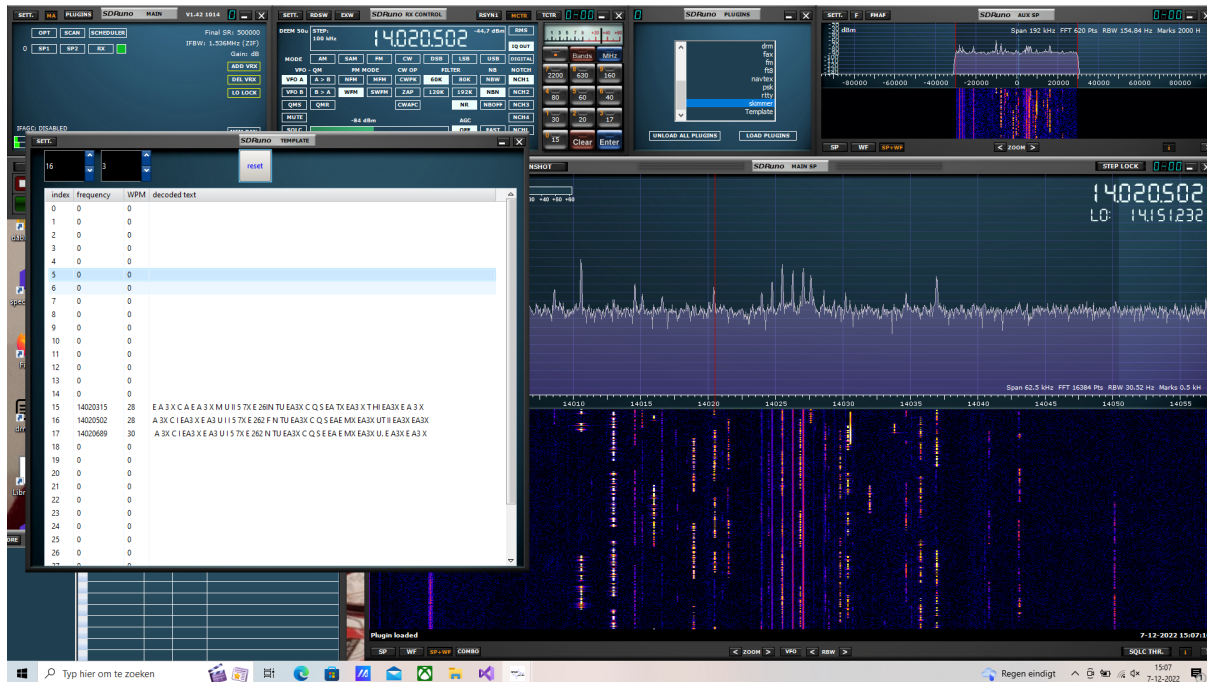 SETT. MA PLUGINS SDRuno MAIN V1.42 1014
OPT SCAN SCHEDULER
0 SP1 SP2 RX
Final SR: 500000
IFBW: 1.536MHz (ZIF)
Gain: dB
ADD VRX
DEL VRX
LO LOCK
IFAGC: DISABLED
SETT. RDSW EXW SDRuno RX CONTROL RSYN1 MCTR TCTR
DEEM 50u STEP: 100 kHz 14.020.502 -44,7 dBm RMS
IQ OUT
MODE AM SAM FM CW DSB LSB USB DIGITAL
VFO - QM FM MODE CW OP FILTER NB NOTCH
VFO A A > B NFM MFM CWPK 60K 80K NBW NCH1
VFO B B > A WFM SWFM ZAP 120K 192K NBN NCH2
QMS QMR CWAFC NR NBOFF NCH3
MUTE -84 dBm AGC NCH4
SQLC OFF FAST NCHL
Bands MHz
2200 630 160
80 60 40
30 20 17
15 Clear Enter
SDRuno PLUGINS
drm
fax
fm
ft8
navtex
psk
rtty
skimmer
Template
UNLOAD ALL PLUGINS LOAD PLUGINS
SETT. F FMAF SDRuno AUX SP
dBm Span 192 kHz FFT 620 Pts RBW 154.84 Hz Marks 2000 H
-80000 -60000 -40000 -20000 0 20000 40000 60000 80000
SP WF SP+WF < ZOOM > i
SETT. SDRuno TEMPLATE
16 3 reset
index frequency WPM decoded text
0 0 0
1 0 0
2 0 0
3 0 0
4 0 0
5 0 0
6 0 0
7 0 0
8 0 0
9 0 0
10 0 0
11 0 0
12 0 0
13 0 0
14 0 0
15 14020315 28 E A 3 X C A E A 3 X M U II 5 7X E 26IN TU EA3X C Q S EA TX EA3 X T HI EA3X E A 3 X
16 14020502 28 A 3X C I EA3 X E A3 U I I 5 7X E 262 F N TU EA3X C Q S EAE MX EA3X UT II EA3X EA3X
17 14020689 30 A 3X C I EA3 X E A3 U I 5 7X E 262 N TU EA3X C Q S E EA E MX EA3X U. E A3X E A3 X
18 0 0
19 0 0
20 0 0
21 0 0
22 0 0
23 0 0
24 0 0
25 0 0
26 0 0
27 0 0
NSHOT SDRuno MAIN SP STEP LOCK
+40 +50 +60
14.020.502
LO: 14.151.232
Span 62.5 kHz FFT 16384 Pts RBW 30.52 Hz Marks 0.5 kH
14010 14015 14020 14025 14030 14035 14040 14045 14050 14055
Plugin loaded 7-12-2022 15:07:1
SP WF SP+WF COMBO < ZOOM > VFO < RBW > SQLC THR. i
Typ hier om te zoeken
Regen eindigt
15:07
7-12-2022